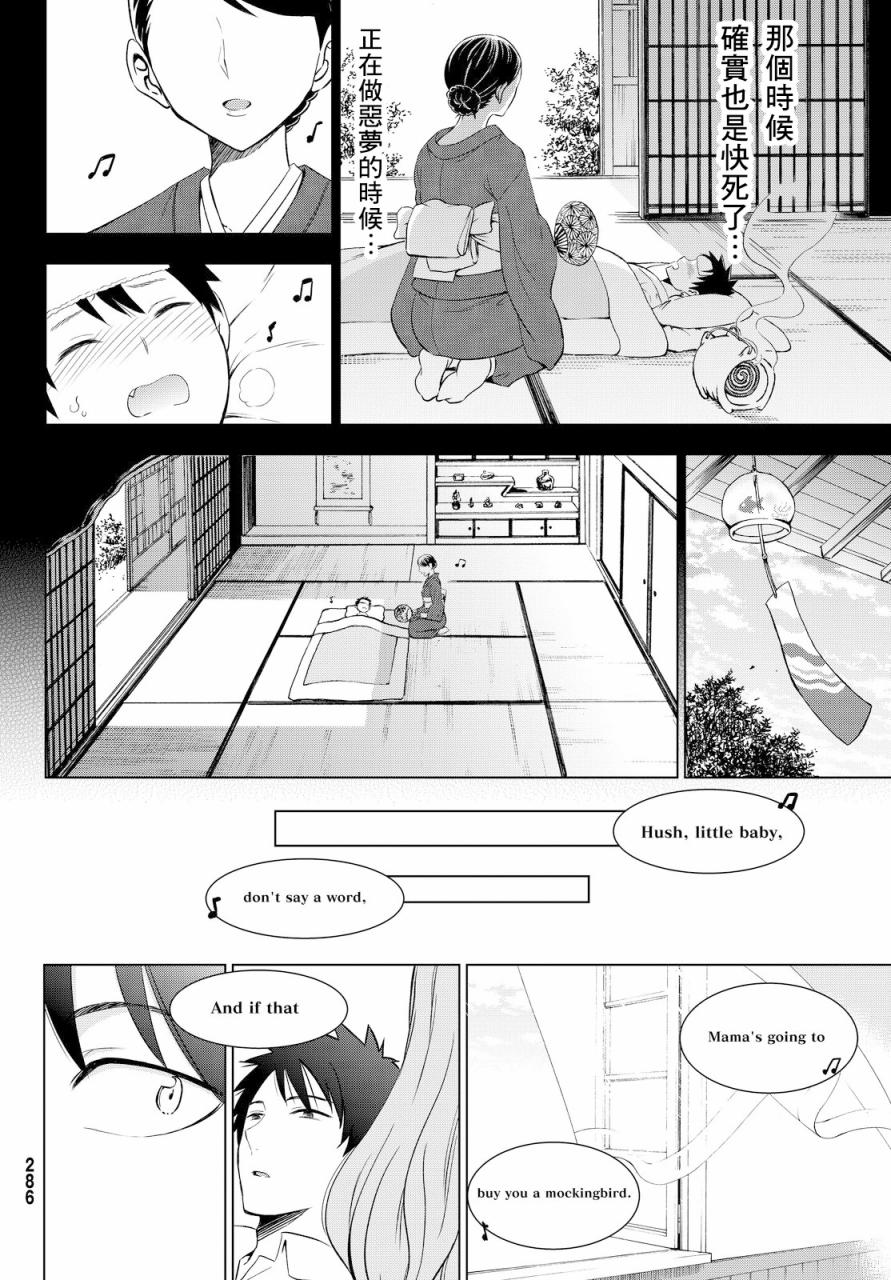 那個時候
確實也是快死了…
正在做惡夢的時候…
Hush, little baby,
don't say a word,
Mama's going to
buy you a mockingbird.
And if that
286